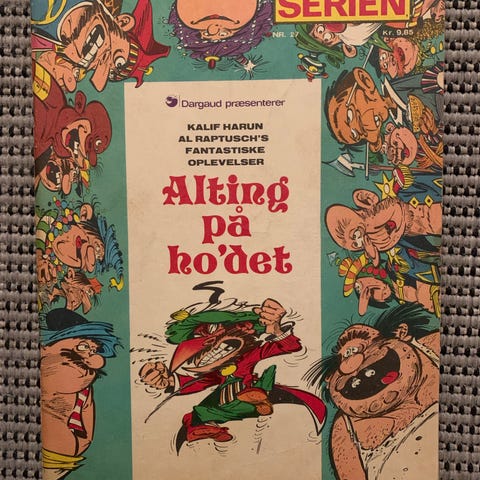 SERIEN
NR. 27
Kr. 9,85
Dargaud præsenterer
KALIF HARUN
AL RAPTUSCH'S
FANTASTISKE
OPLEVELSER
Alting
på
ho'det